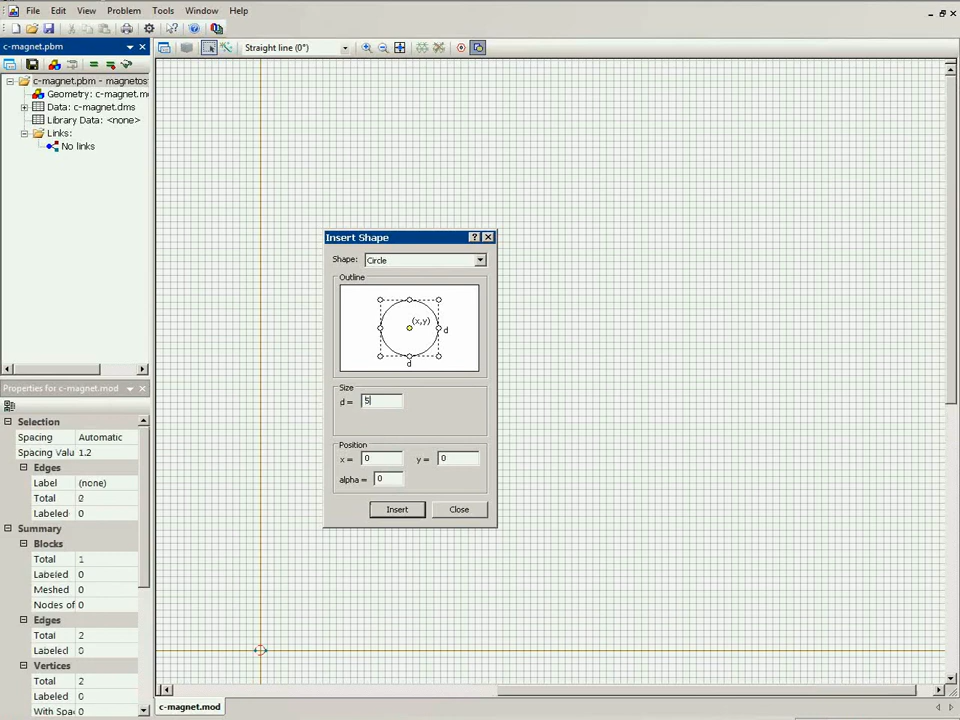 File Edit View Problem Tools Window Help
c-magnet.pbm
Straight line (0°)
c-magnet.pbm - magnetos
Geometry: c-magnet.m
Data: c-magnet.dms
Library Data: <none>
Links:
No links
Insert Shape
Shape: Circle
Outline
(x,y)
d
d
Size
d = 5
Position
x = 0 y = 0
alpha = 0
Insert Close
Properties for c-magnet.mod
Selection
Spacing Automatic
Spacing Valu 1.2
Edges
Label (none)
Total 2
Labeled 0
Summary
Blocks
Total 1
Labeled 0
Meshed 0
Nodes of 0
Edges
Total 2
Labeled 0
Vertices
Total 2
Labeled 0
With Spa 0
c-magnet.mod